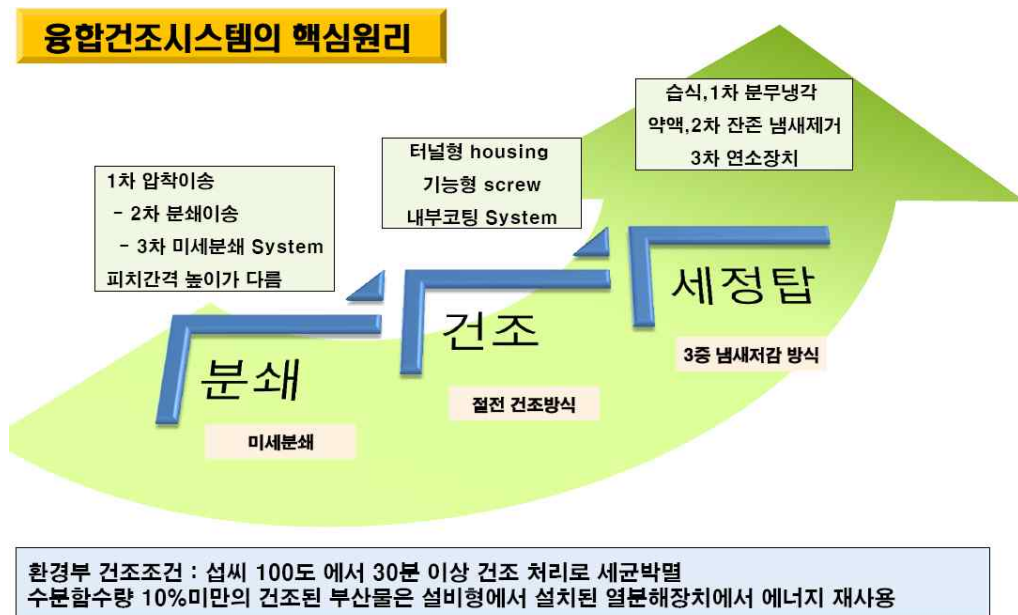 융합건조시스템의 핵심원리
습식,1차 분무냉각
약액,2차 잔존 냄새제거
3차 연소장치
터널형 housing
기능형 screw
내부코팅 System
1차 압착이송
- 2차 분쇄이송
- 3차 미세분쇄 System
피치간격 높이가 다름
세정탑
3중 냄새저감 방식
건조
절전 건조방식
분쇄
미세분쇄
환경부 건조조건 : 섭씨 100도 에서 30분 이상 건조 처리로 세균박멸
수분함수량 10%미만의 건조된 부산물은 설비형에서 설치된 열분해장치에서 에너지 재사용